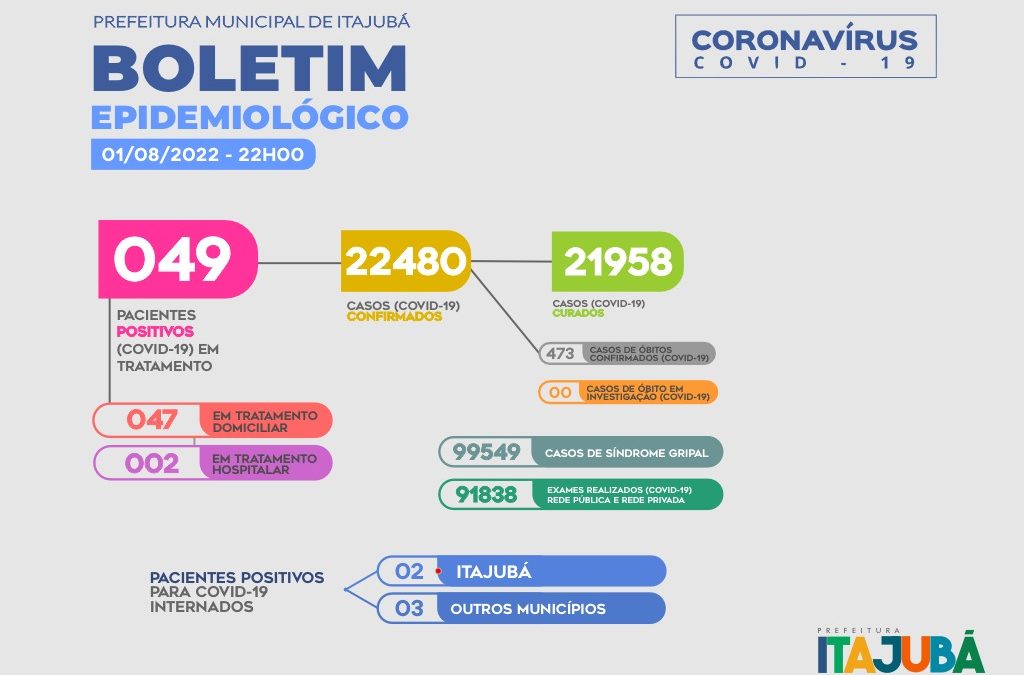 PREFEITURA MUNICIPAL DE ITAJUBÁ
BOLETIM
EPIDEMIOLÓGICO
01/08/2022 - 22H00
CORONAVÍRUS
COVID - 19
049
PACIENTES
POSITIVOS
(COVID-19) EM
TRATAMENTO
22480
CASOS (COVID-19)
CONFIRMADOS
21958
CASOS (COVID-19)
CURADOS
473
CASOS DE ÓBITOS
CONFIRMADOS (COVID-19)
00
CASOS DE ÓBITO EM
INVESTIGAÇÃO (COVID-19)
047
EM TRATAMENTO
DOMICILIAR
002
EM TRATAMENTO
HOSPITALAR
99549
CASOS DE SÍNDROME GRIPAL
91838
EXAMES REALIZADOS (COVID-19)
REDE PÚBLICA E REDE PRIVADA
PACIENTES POSITIVOS
PARA COVID-19
INTERNADOS
02
ITAJUBÁ
03
OUTROS MUNICÍPIOS
PREFEITURA
ITAJUBÁ